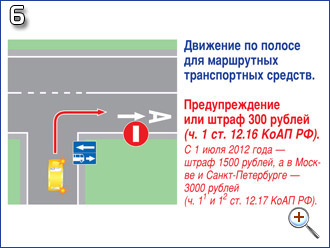 6
Движение по полосе
для маршрутных
транспортных средств.
Предупреждение
или штраф 300 рублей
(ч. 1 ст. 12.16 КоАП РФ).
С 1 июля 2012 года —
штраф 1500 рублей, а в Моск-
ве и Санкт-Петербурге —
3000 рублей
(ч. 1¹ и 1² ст. 12.17 КоАП РФ).
А